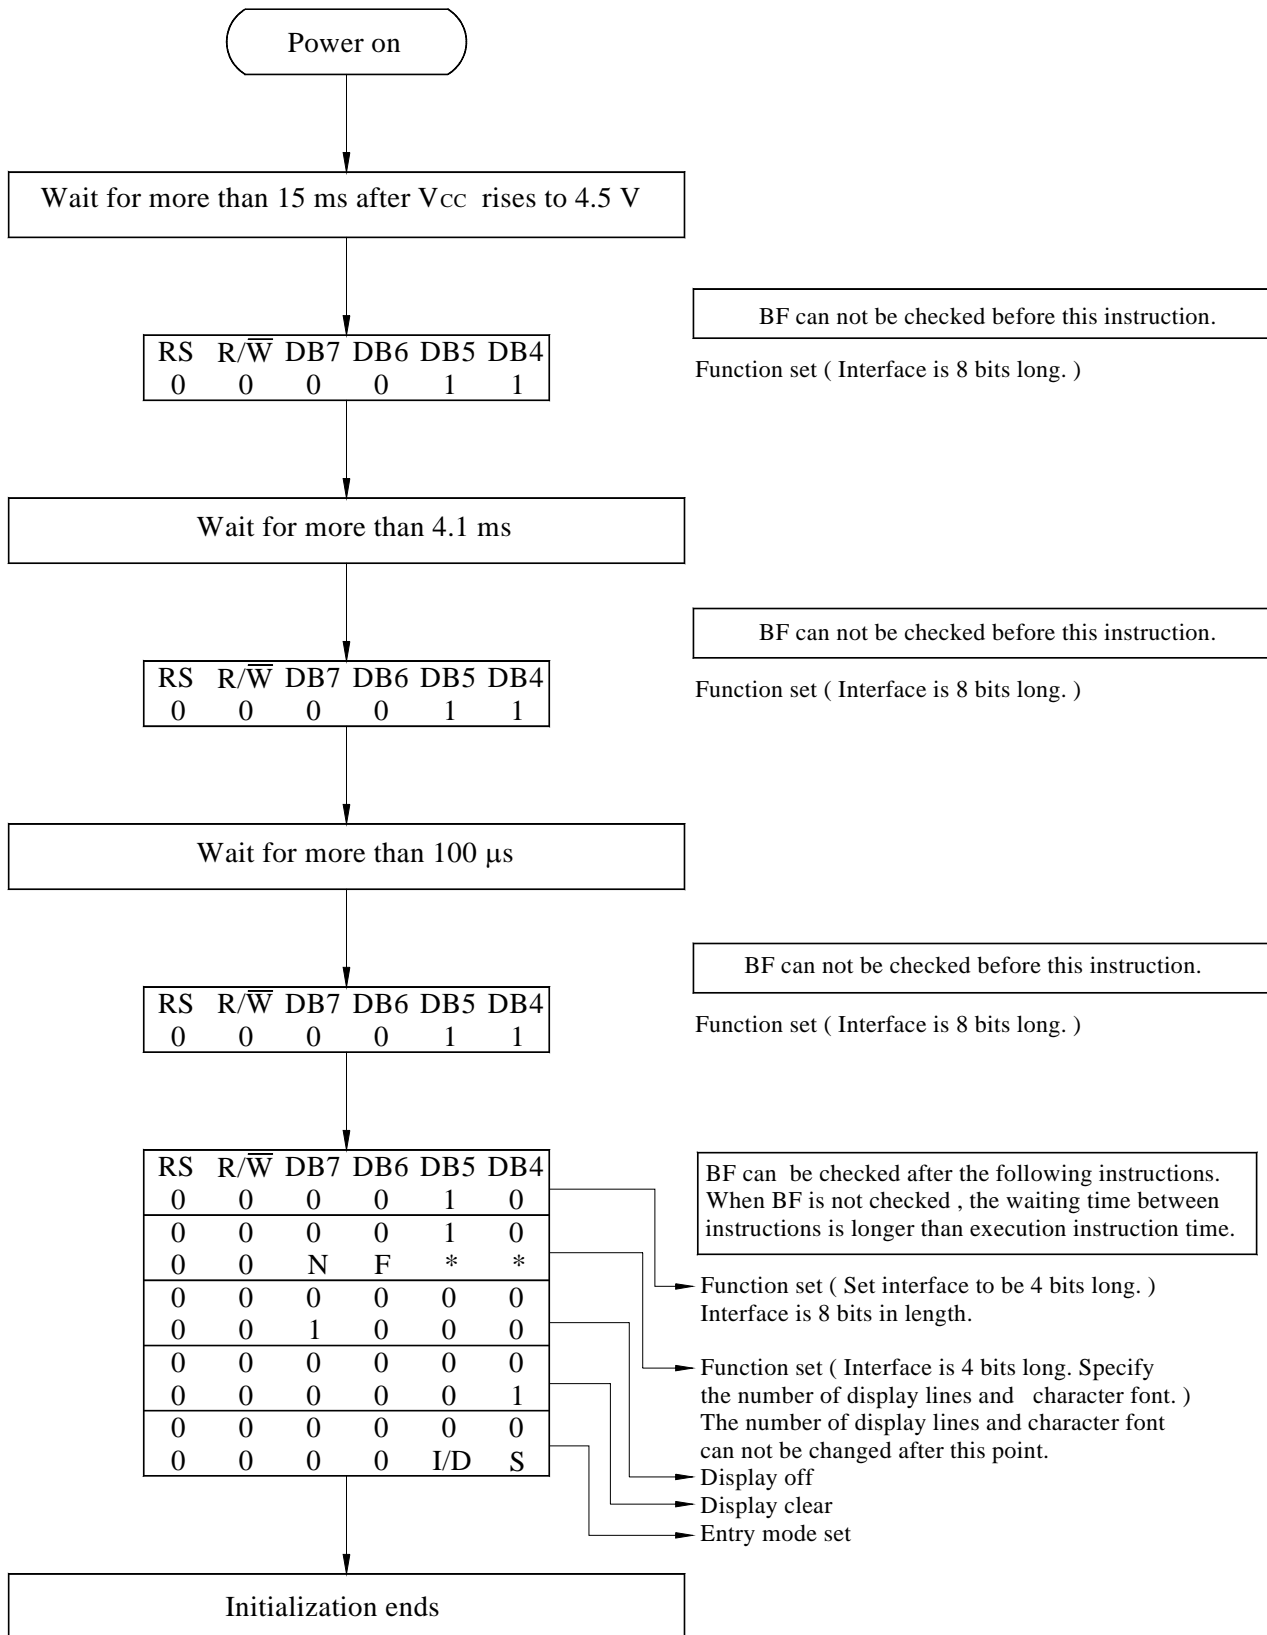 Power on
Wait for more than 15 ms after VCC rises to 4.5 V
BF can not be checked before this instruction.
RS R/W̅ DB7 DB6 DB5 DB4
0 0 0 0 1 1
Function set ( Interface is 8 bits long. )
Wait for more than 4.1 ms
BF can not be checked before this instruction.
RS R/W̅ DB7 DB6 DB5 DB4
0 0 0 0 1 1
Function set ( Interface is 8 bits long. )
Wait for more than 100 μs
BF can not be checked before this instruction.
RS R/W̅ DB7 DB6 DB5 DB4
0 0 0 0 1 1
Function set ( Interface is 8 bits long. )
RS R/W̅ DB7 DB6 DB5 DB4
0 0 0 0 1 0
0 0 0 0 1 0
0 0 N F * *
0 0 0 0 0 0
0 0 1 0 0 0
0 0 0 0 0 0
0 0 0 0 0 1
0 0 0 0 0 0
0 0 0 0 I/D S
BF can be checked after the following instructions.
When BF is not checked , the waiting time between
instructions is longer than execution instruction time.
Function set ( Set interface to be 4 bits long. )
Interface is 8 bits in length.
Function set ( Interface is 4 bits long. Specify
the number of display lines and character font. )
The number of display lines and character font
can not be changed after this point.
Display off
Display clear
Entry mode set
Initialization ends